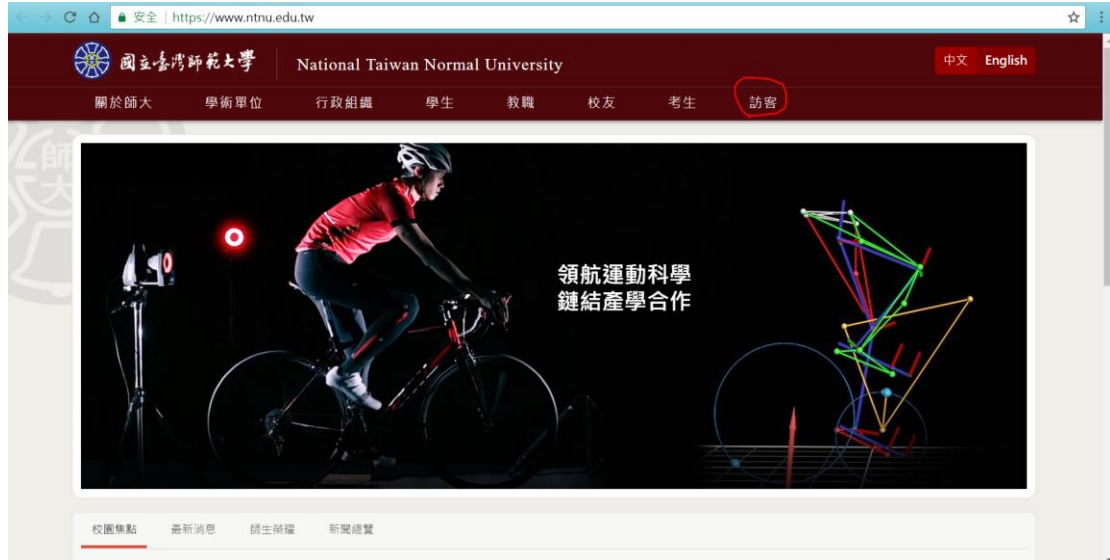 安全 https://www.ntnu.edu.tw
國立臺灣師範大學 National Taiwan Normal University
中文 English
關於師大 學術單位 行政組織 學生 教職 校友 考生 訪客
師大
領航運動科學
鏈結產學合作
校園焦點 最新消息 師生榮耀 新聞總覽